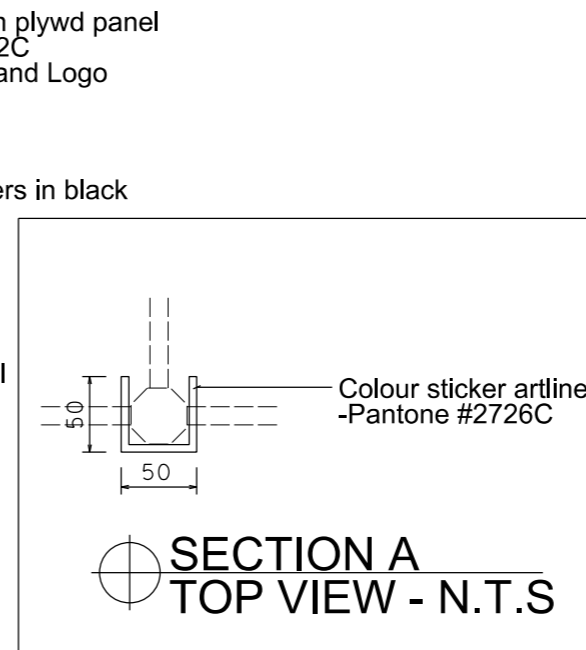 n plywd panel
2C
and Logo
ers in black
l
Colour sticker artline
-Pantone #2726C
50
50
SECTION A
TOP VIEW - N.T.S